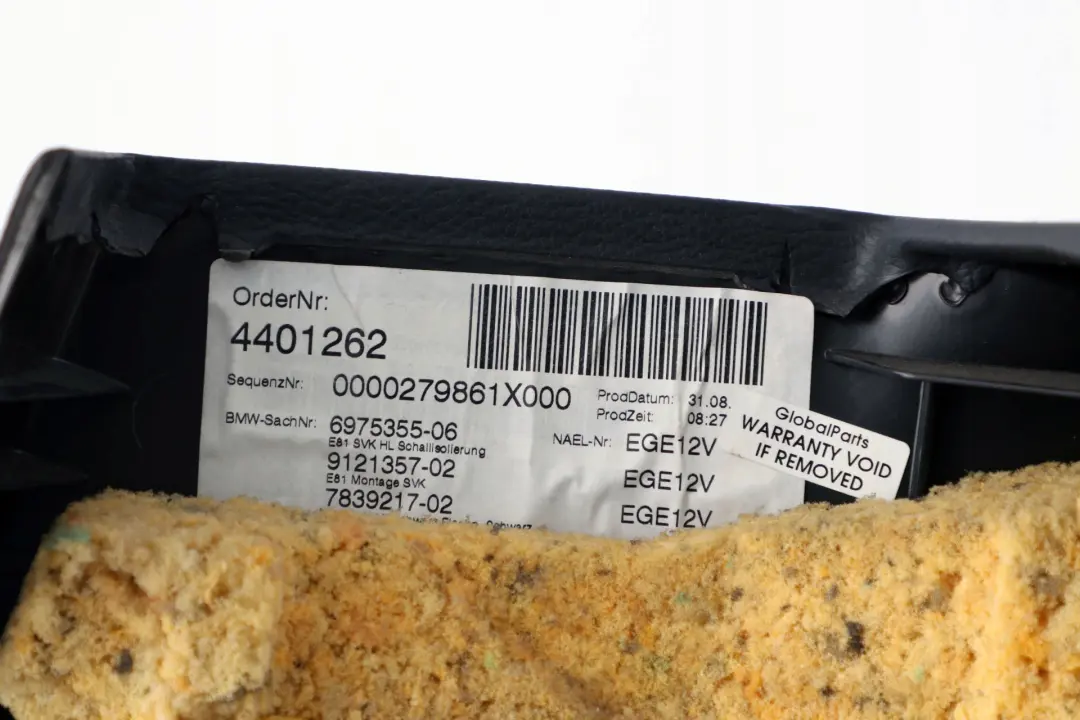 OrderNr:
4401262
SequenzNr: 0000279861X000
ProdDatum: 31.08.
ProdZeit: 08:27
BMW-SachNr: 6975355-06
E81 SVK HL Schallisolierung
9121357-02
E81 Montage SVK
7839217-02
Schwarz
NAEL-Nr: EGE12V
EGE12V
EGE12V
GlobalParts
WARRANTY VOID
IF REMOVED